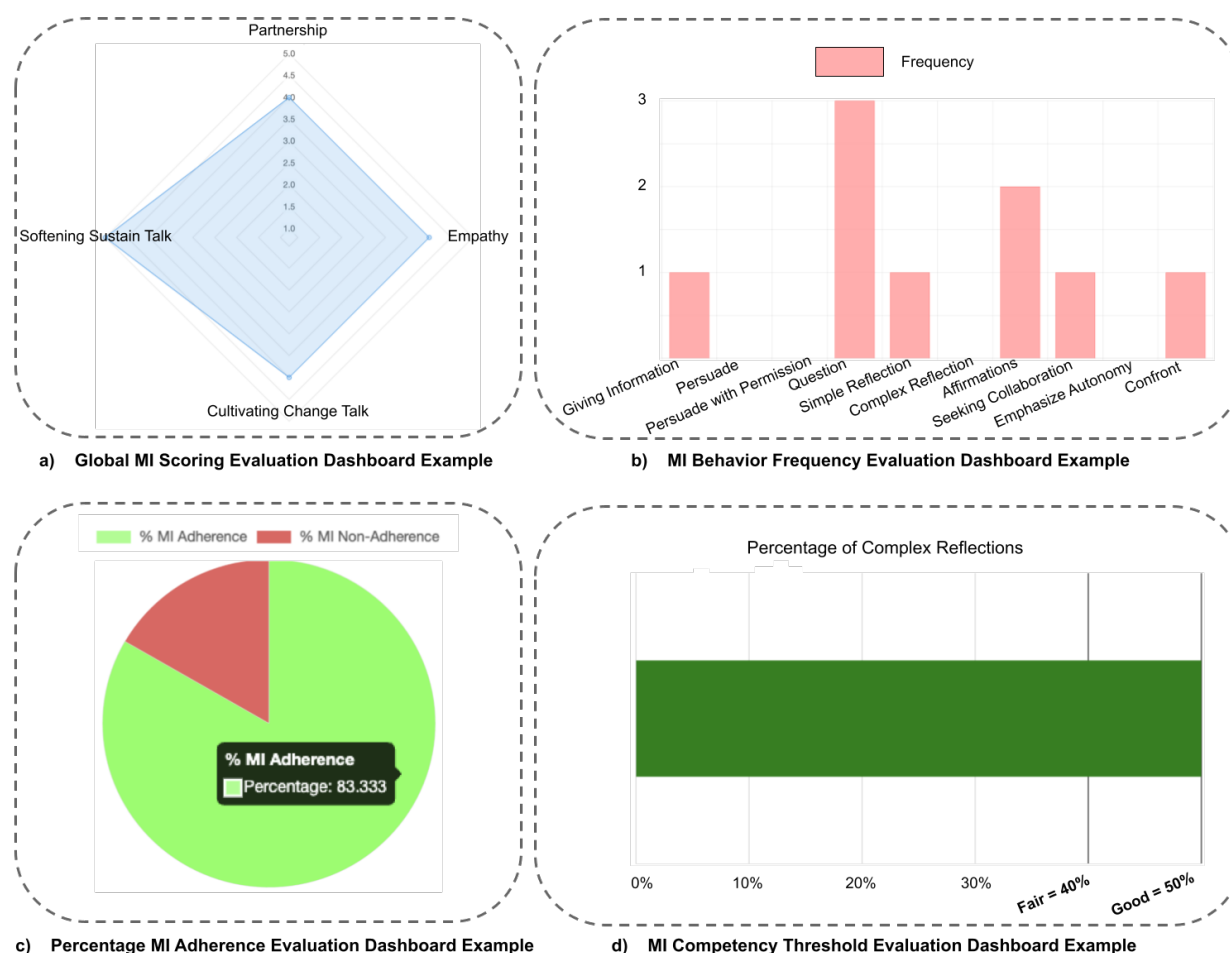 Partnership
5.0
4.5
4.0
3.5
3.0
2.5
2.0
1.5
1.0
Softening Sustain Talk
Empathy
Cultivating Change Talk
a) Global MI Scoring Evaluation Dashboard Example
Frequency
3
2
1
Giving Information
Persuade
Persuade with Permission
Question
Simple Reflection
Complex Reflection
Affirmations
Seeking Collaboration
Emphasize Autonomy
Confront
b) MI Behavior Frequency Evaluation Dashboard Example
% MI Adherence % MI Non-Adherence
% MI Adherence
Percentage: 83.333
c) Percentage MI Adherence Evaluation Dashboard Example
Percentage of Complex Reflections
0% 10% 20% 30% Fair = 40% Good = 50%
d) MI Competency Threshold Evaluation Dashboard Example